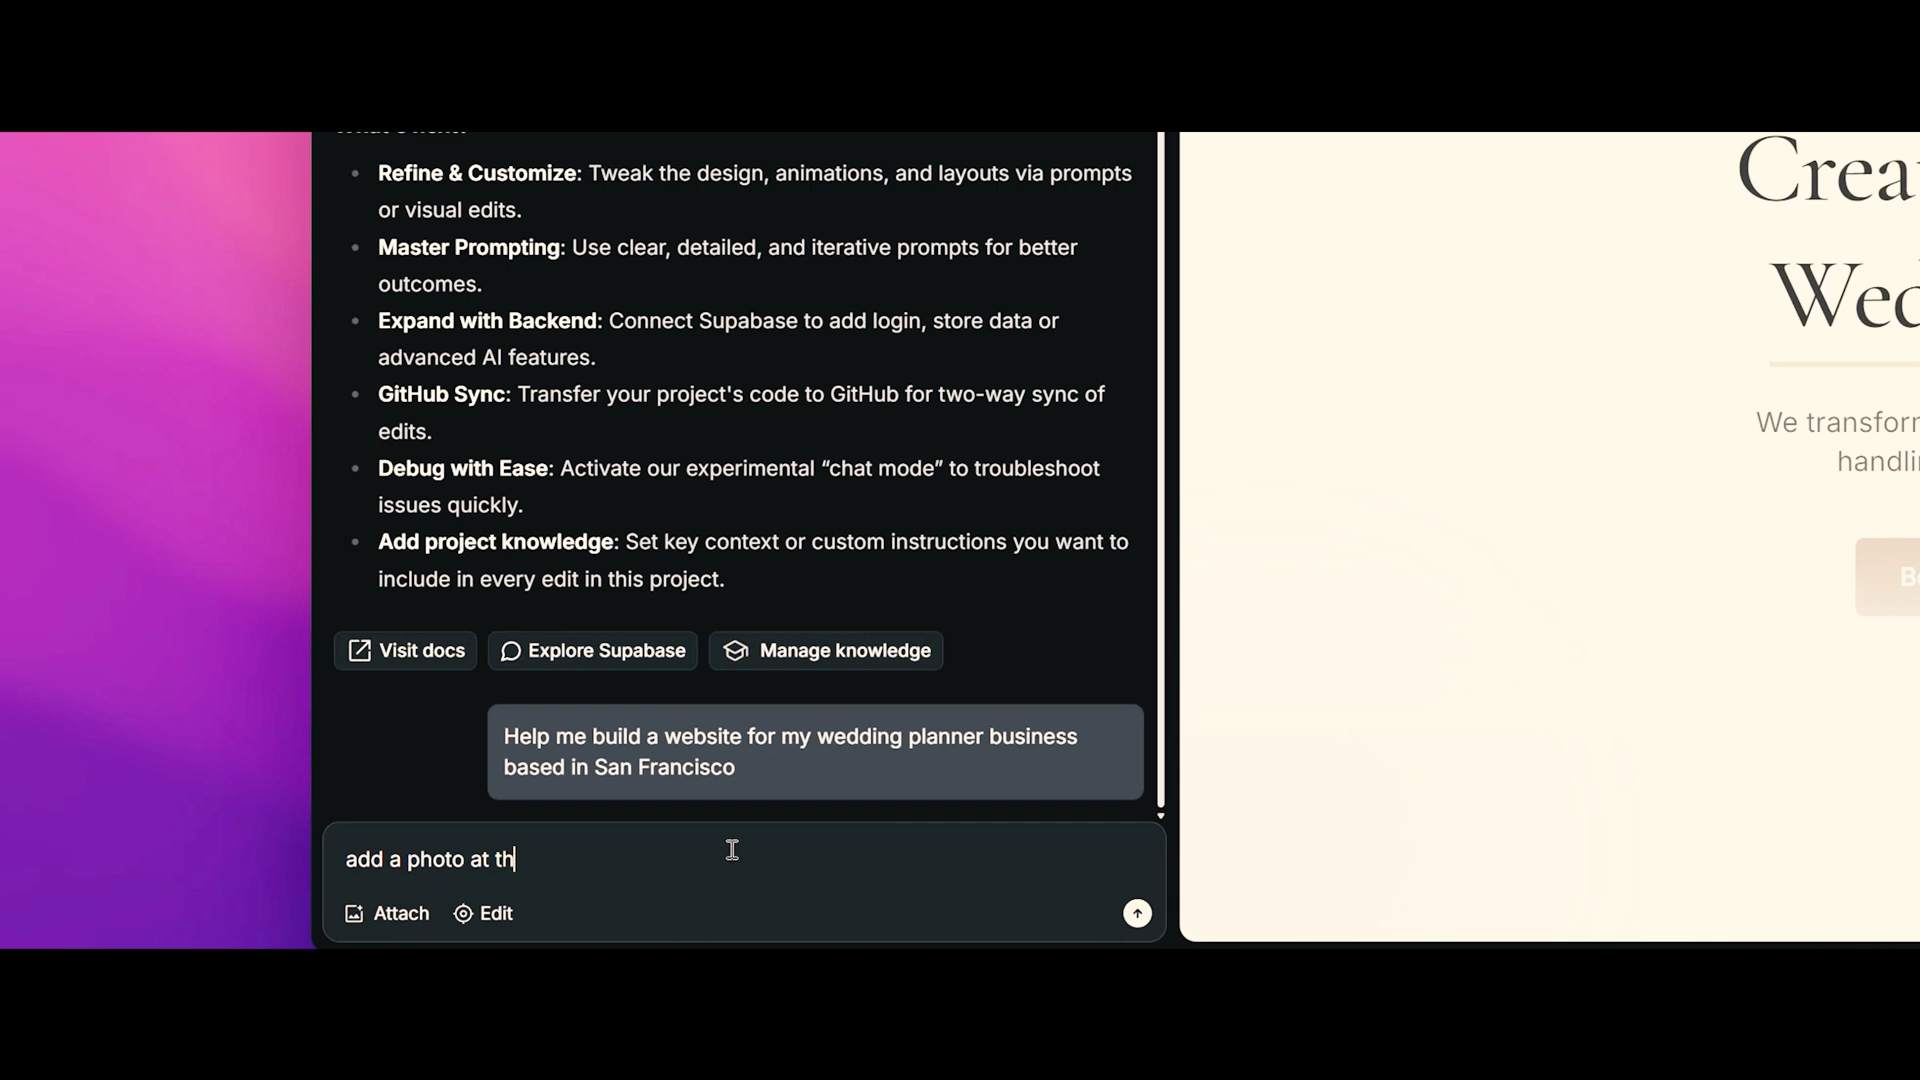 Refine & Customize: Tweak the design, animations, and layouts via prompts
or visual edits.
Master Prompting: Use clear, detailed, and iterative prompts for better
outcomes.
Expand with Backend: Connect Supabase to add login, store data or
advanced AI features.
GitHub Sync: Transfer your project's code to GitHub for two-way sync of
edits.
Debug with Ease: Activate our experimental “chat mode” to troubleshoot
issues quickly.
Add project knowledge: Set key context or custom instructions you want to
include in every edit in this project.
Visit docs Explore Supabase Manage knowledge
Help me build a website for my wedding planner business
based in San Francisco
add a photo at th
Attach Edit
Crea
Wed
We transforn
handli
B